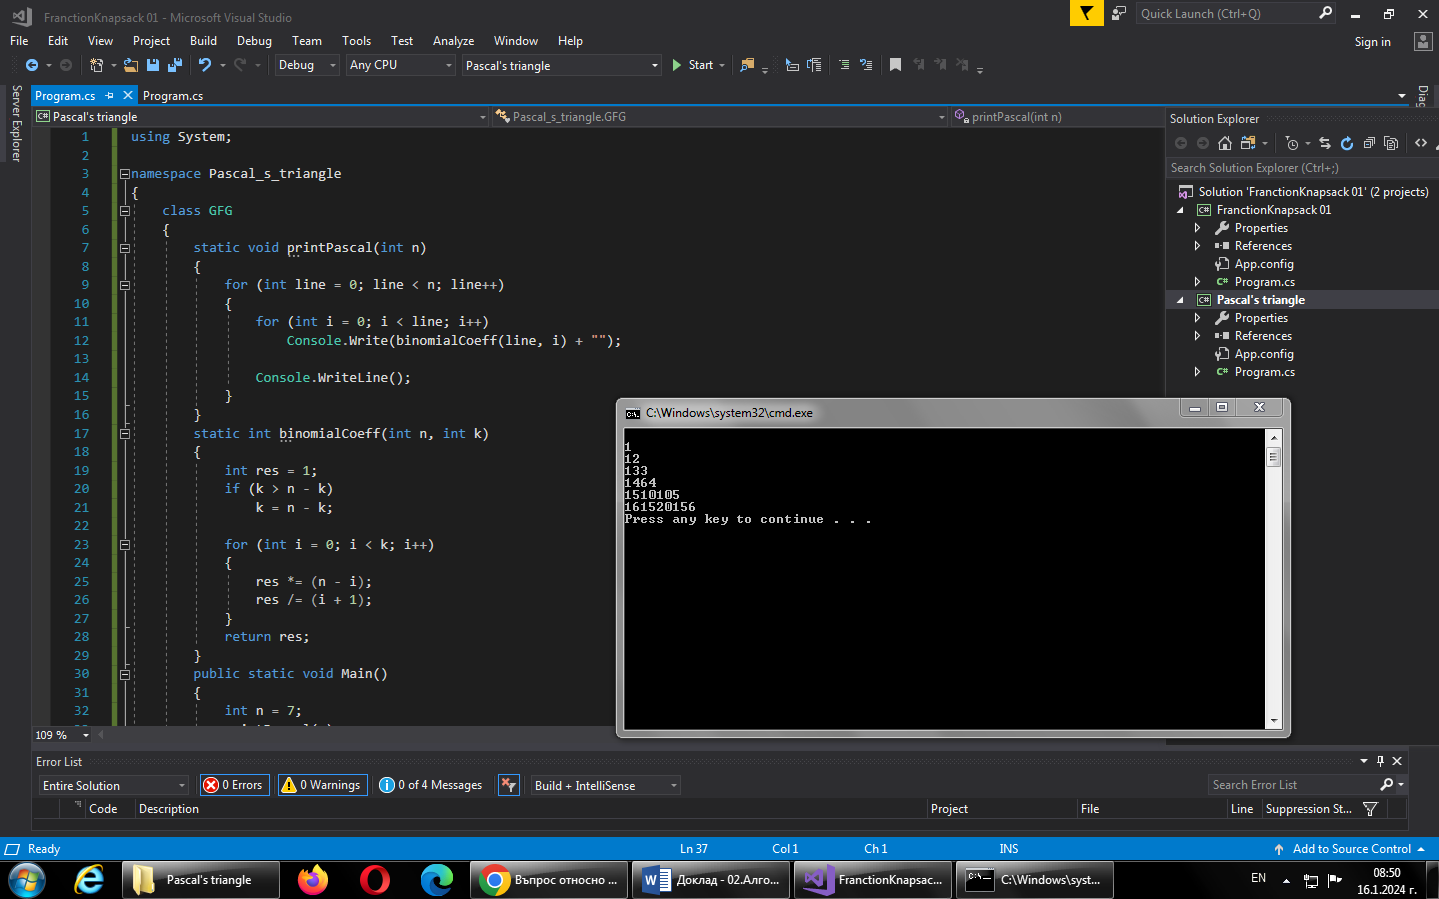 FranctionKnapsack 01 - Microsoft Visual Studio
Quick Launch (Ctrl+Q)
File Edit View Project Build Debug Team Tools Test Analyze Window Help
Sign in
Debug Any CPU Pascal's triangle Start
Server Explorer
Program.cs Program.cs
Diag
Pascal's triangle Pascal_s_triangle.GFG printPascal(int n)
1 using System;
2
3 namespace Pascal_s_triangle
4 {
5 class GFG
6 {
7 static void printPascal(int n)
8 {
9 for (int line = 0; line < n; line++)
10 {
11 for (int i = 0; i < line; i++)
12 Console.Write(binomialCoeff(line, i) + "");
13
14 Console.WriteLine();
15 }
16 }
17 static int binomialCoeff(int n, int k)
18 {
19 int res = 1;
20 if (k > n - k)
21 k = n - k;
22
23 for (int i = 0; i < k; i++)
24 {
25 res *= (n - i);
26 res /= (i + 1);
27 }
28 return res;
29 }
30 public static void Main()
31 {
32 int n = 7;
109 %
Solution Explorer
Search Solution Explorer (Ctrl+;)
Solution 'FranctionKnapsack 01' (2 projects)
C# FranctionKnapsack 01
Properties
References
App.config
C# Program.cs
C# Pascal's triangle
Properties
References
App.config
C# Program.cs
C:\Windows\system32\cmd.exe
1
12
133
1464
1510105
161520156
Press any key to continue . . .
Error List
Entire Solution 0 Errors 0 Warnings 0 of 4 Messages Build + IntelliSense Search Error List
Code Description Project File Line Suppression St...
Ready Ln 37 Col 1 Ch 1 INS Add to Source Control
Pascal's triangle Въпрос относно ... Доклад - 02.Алго... FranctionKnapsac... C:\Windows\syst... EN 08:50
16.1.2024 г.